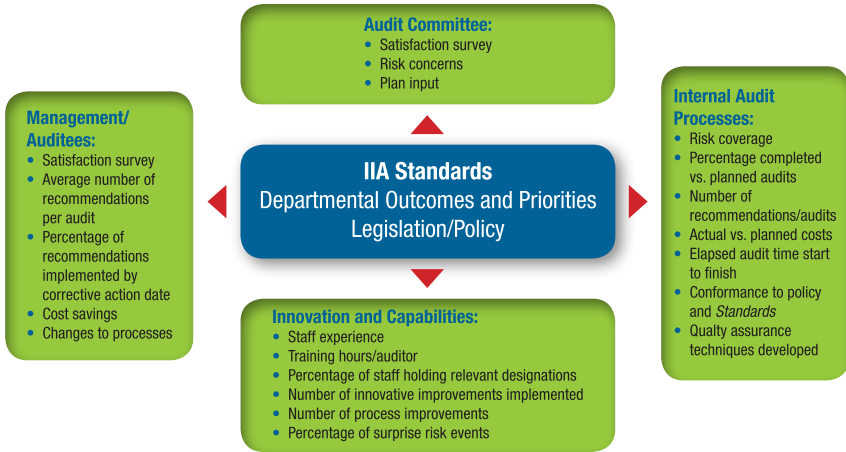 Audit Committee:
• Satisfaction survey
• Risk concerns
• Plan input
Management/
Auditees:
• Satisfaction survey
• Average number of
recommendations
per audit
• Percentage of
recommendations
implemented by
corrective action date
• Cost savings
• Changes to processes
IIA Standards
Departmental Outcomes and Priorities
Legislation/Policy
Internal Audit
Processes:
• Risk coverage
• Percentage completed
vs. planned audits
• Number of
recommendations/audits
• Actual vs. planned costs
• Elapsed audit time start
to finish
• Conformance to policy
and Standards
• Qualty assurance
techniques developed
Innovation and Capabilities:
• Staff experience
• Training hours/auditor
• Percentage of staff holding relevant designations
• Number of innovative improvements implemented
• Number of process improvements
• Percentage of surprise risk events